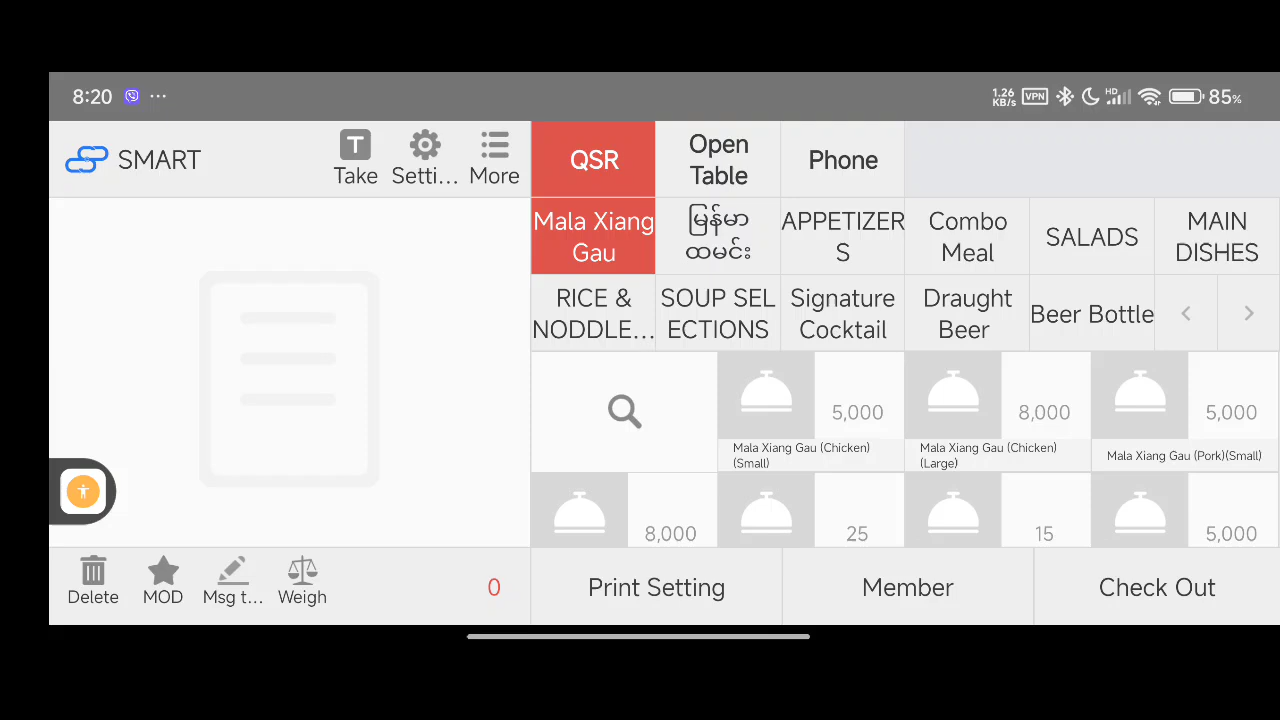 8:20 ...
1.26 KB/s VPN HD 85%
SMART
T
Take Setti... More
QSR
Open
Table
Phone
Mala Xiang
Gau
မြန်မာ
ထမင်း
APPETIZER
S
Combo
Meal
SALADS
MAIN
DISHES
RICE &
NODDLE...
SOUP SEL
ECTIONS
Signature
Cocktail
Draught
Beer
Beer Bottle
< >
5,000
Mala Xiang Gau (Chicken)
(Small)
8,000
Mala Xiang Gau (Chicken)
(Large)
5,000
Mala Xiang Gau (Pork)(Small)
8,000
25
15
5,000
Delete MOD Msg t... Weigh
0
Print Setting Member Check Out